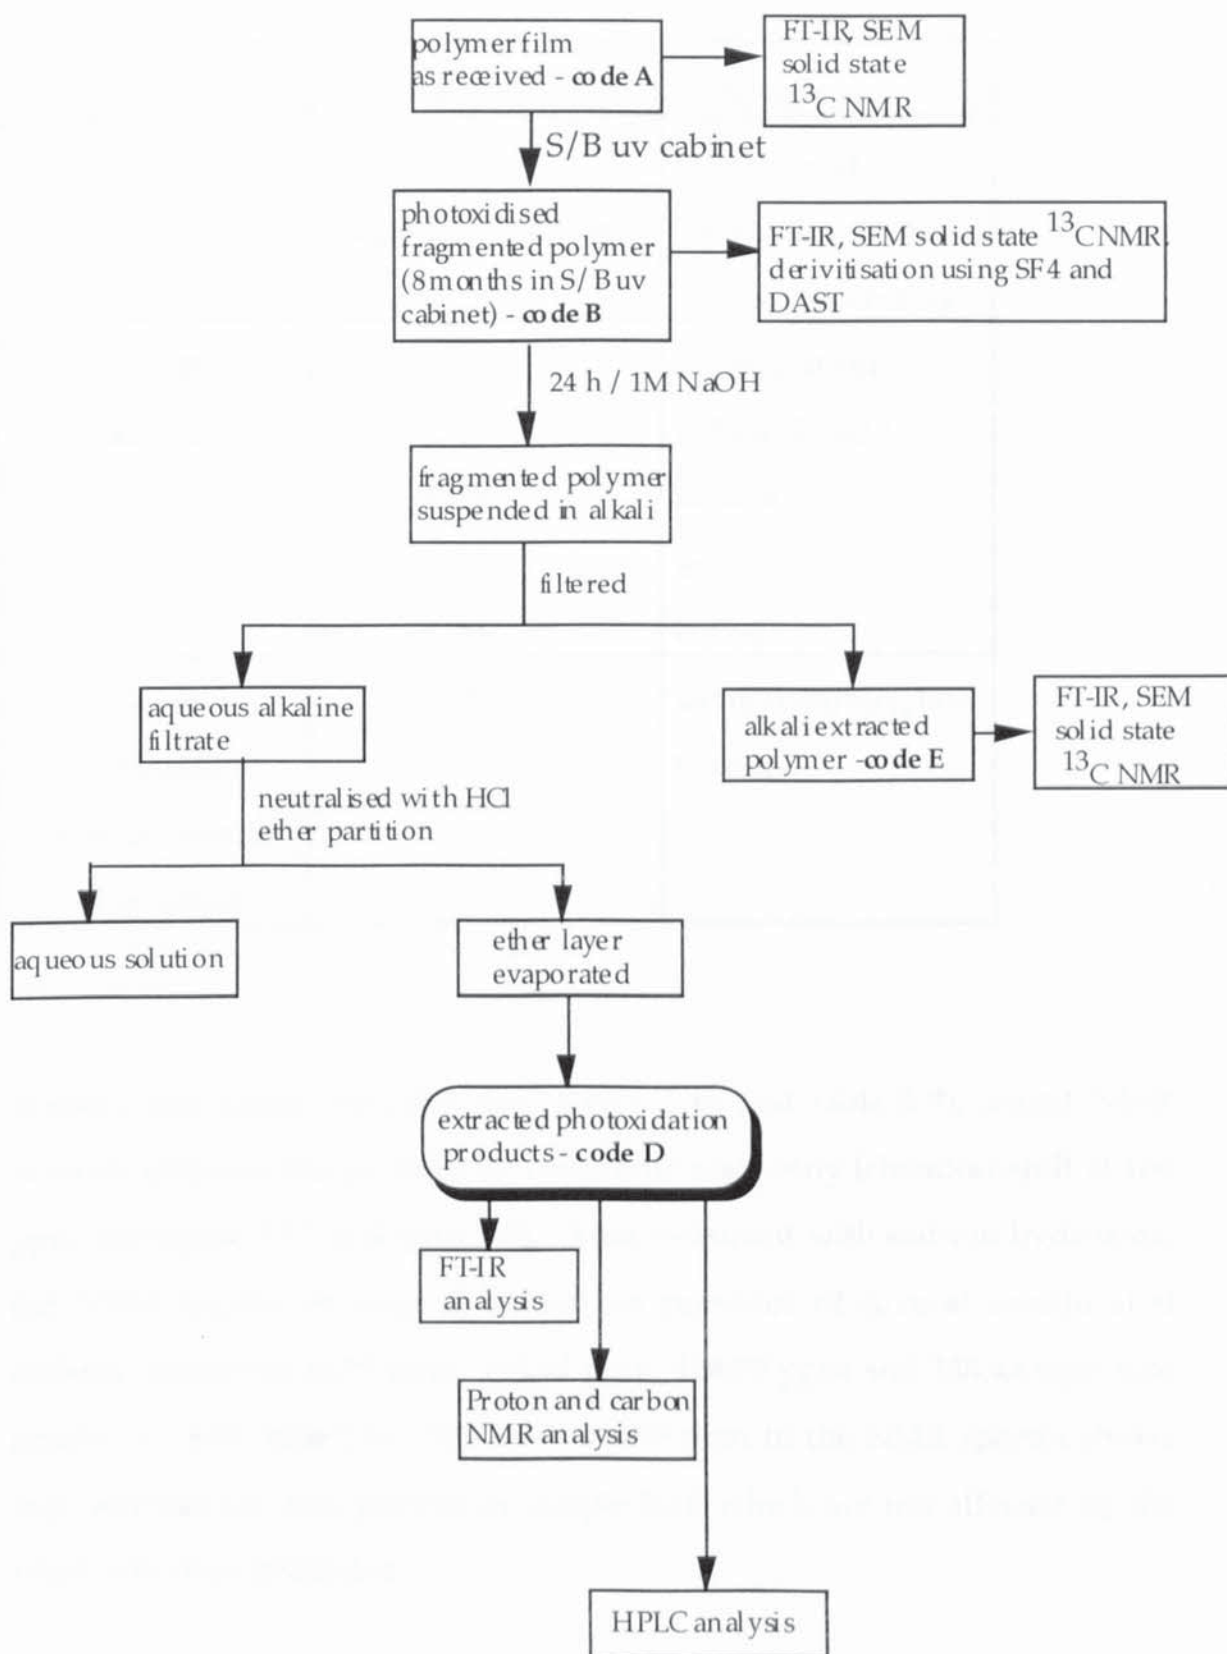 polymer film
as received - code A
FT-IR, SEM
solid state
13C NMR
S/B uv cabinet
photoxidised
fragmented polymer
(8 months in S/B uv
cabinet) - code B
FT-IR, SEM solid state 13CNMR,
derivitisation using SF4 and
DAST
24 h / 1M NaOH
fragmented polymer
suspended in alkali
filtered
aqueous alkaline
filtrate
alkali extracted
polymer - code E
FT-IR, SEM
solid state
13C NMR
neutralised with HCl
ether partition
aqueous solution
ether layer
evaporated
extracted photoxidation
products - code D
FT-IR
analysis
Proton and carbon
NMR analysis
HPLC analysis